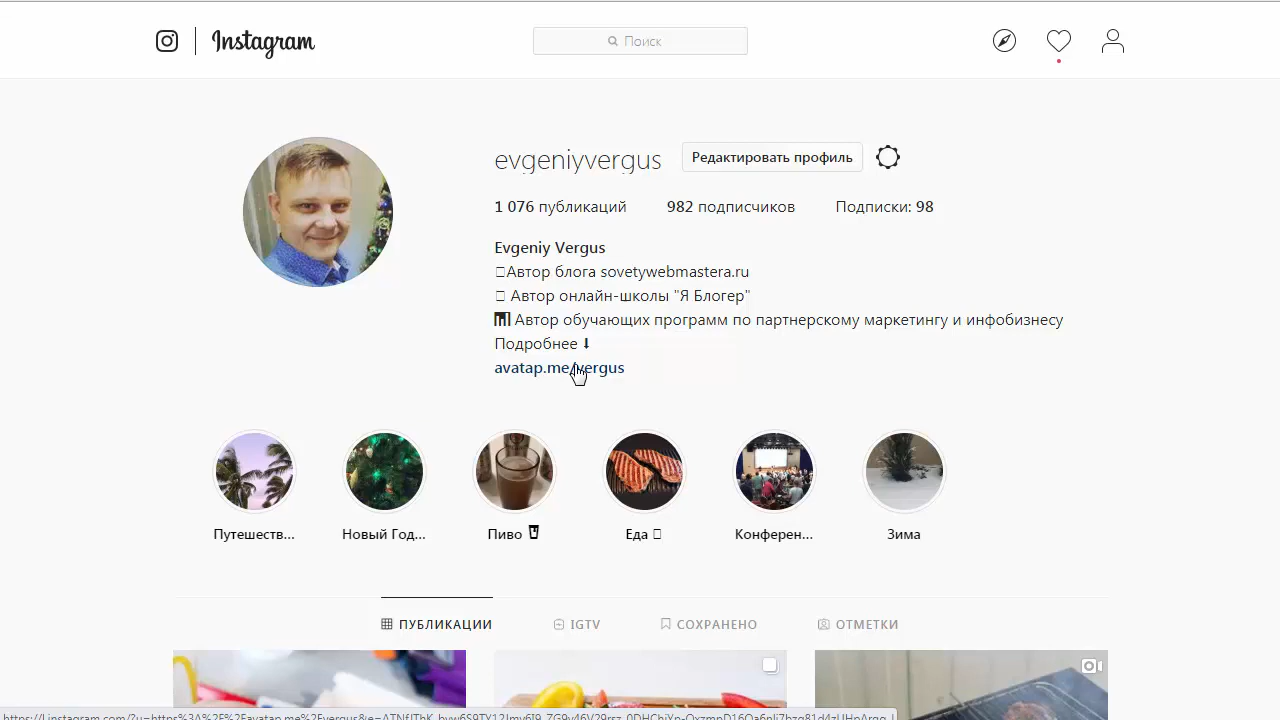 Instagram
Поиск
evgeniyvergus
Редактировать профиль
1 076 публикаций 982 подписчиков Подписки: 98
Evgeniy Vergus
Автор блога sovetywebmastera.ru
Автор онлайн-школы "Я Блогер"
Автор обучающих программ по партнерскому маркетингу и инфобизнесу
Подробнее ⬇
avatap.me/vergus
Путешеств... Новый Год... Пиво Еда Конферен... Зима
ПУБЛИКАЦИИ IGTV СОХРАНЕНО ОТМЕТКИ